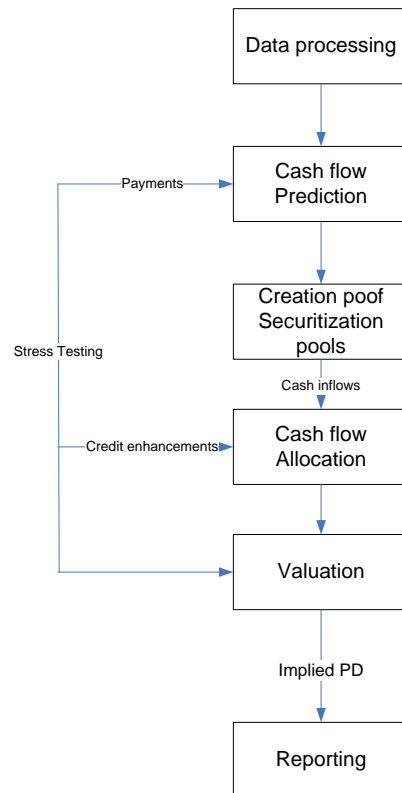 Data processing
Payments
Cash flow
Prediction
Creation poof
Securitization
pools
Stress Testing
Cash inflows
Credit enhancements
Cash flow
Allocation
Valuation
Implied PD
Reporting